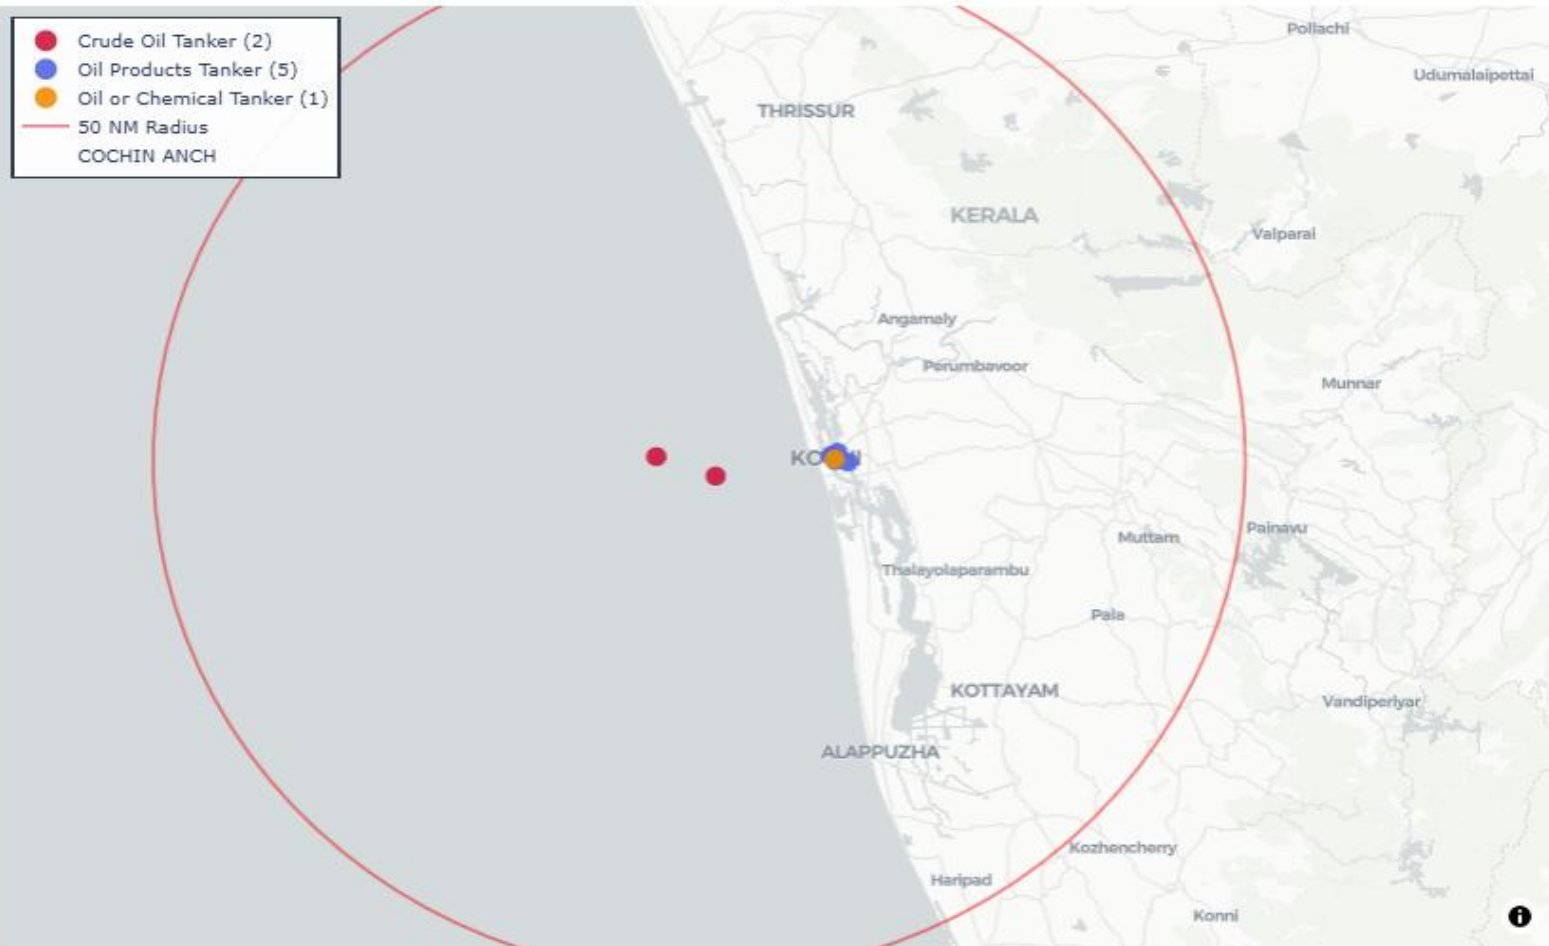 Crude Oil Tanker (2)
Oil Products Tanker (5)
Oil or Chemical Tanker (1)
50 NM Radius
COCHIN ANCH
Pollachi
Udumalaipettai
THRISSUR
KERALA
Valparai
Angamaly
Perumbavoor
Munnar
Painavu
Muttam
Thalayolaparambu
Pala
KOTTAYAM
Vandiperiyar
ALAPPUZHA
Kozhencherry
Haripad
Konni